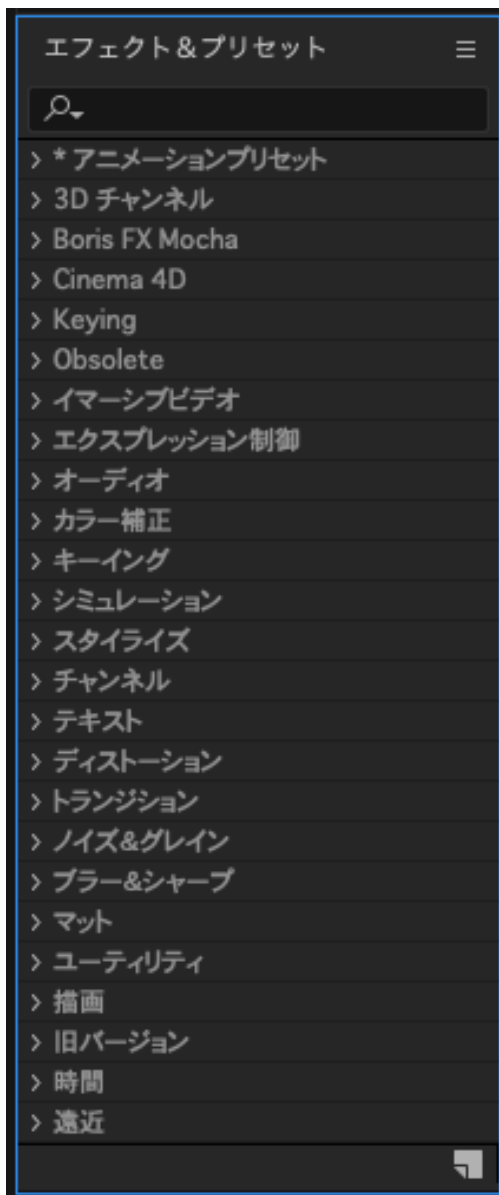 エフェクト＆プリセット
* アニメーションプリセット
3D チャンネル
Boris FX Mocha
Cinema 4D
Keying
Obsolete
イマーシブビデオ
エクスプレッション制御
オーディオ
カラー補正
キーイング
シミュレーション
スタイライズ
チャンネル
テキスト
ディストーション
トランジション
ノイズ&グレイン
ブラー&シャープ
マット
ユーティリティ
描画
旧バージョン
時間
遠近